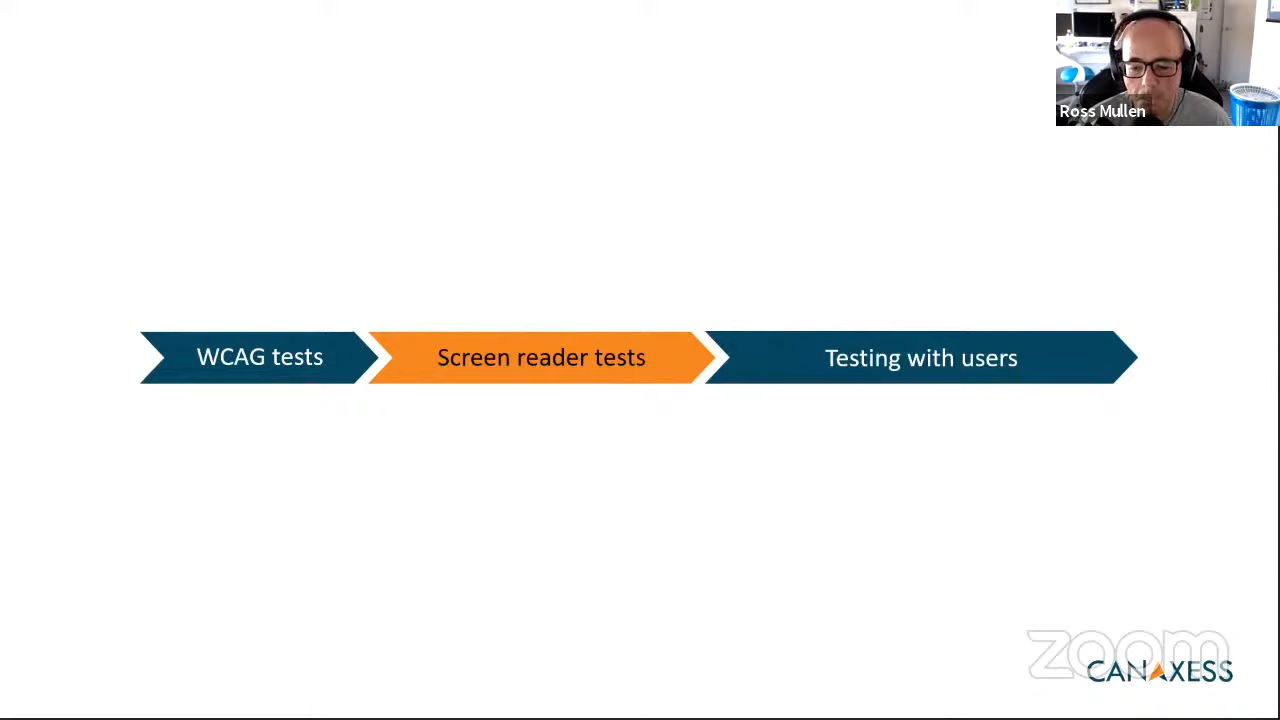 Ross Mullen
WCAG tests
Screen reader tests
Testing with users
zoom
CANAXESS